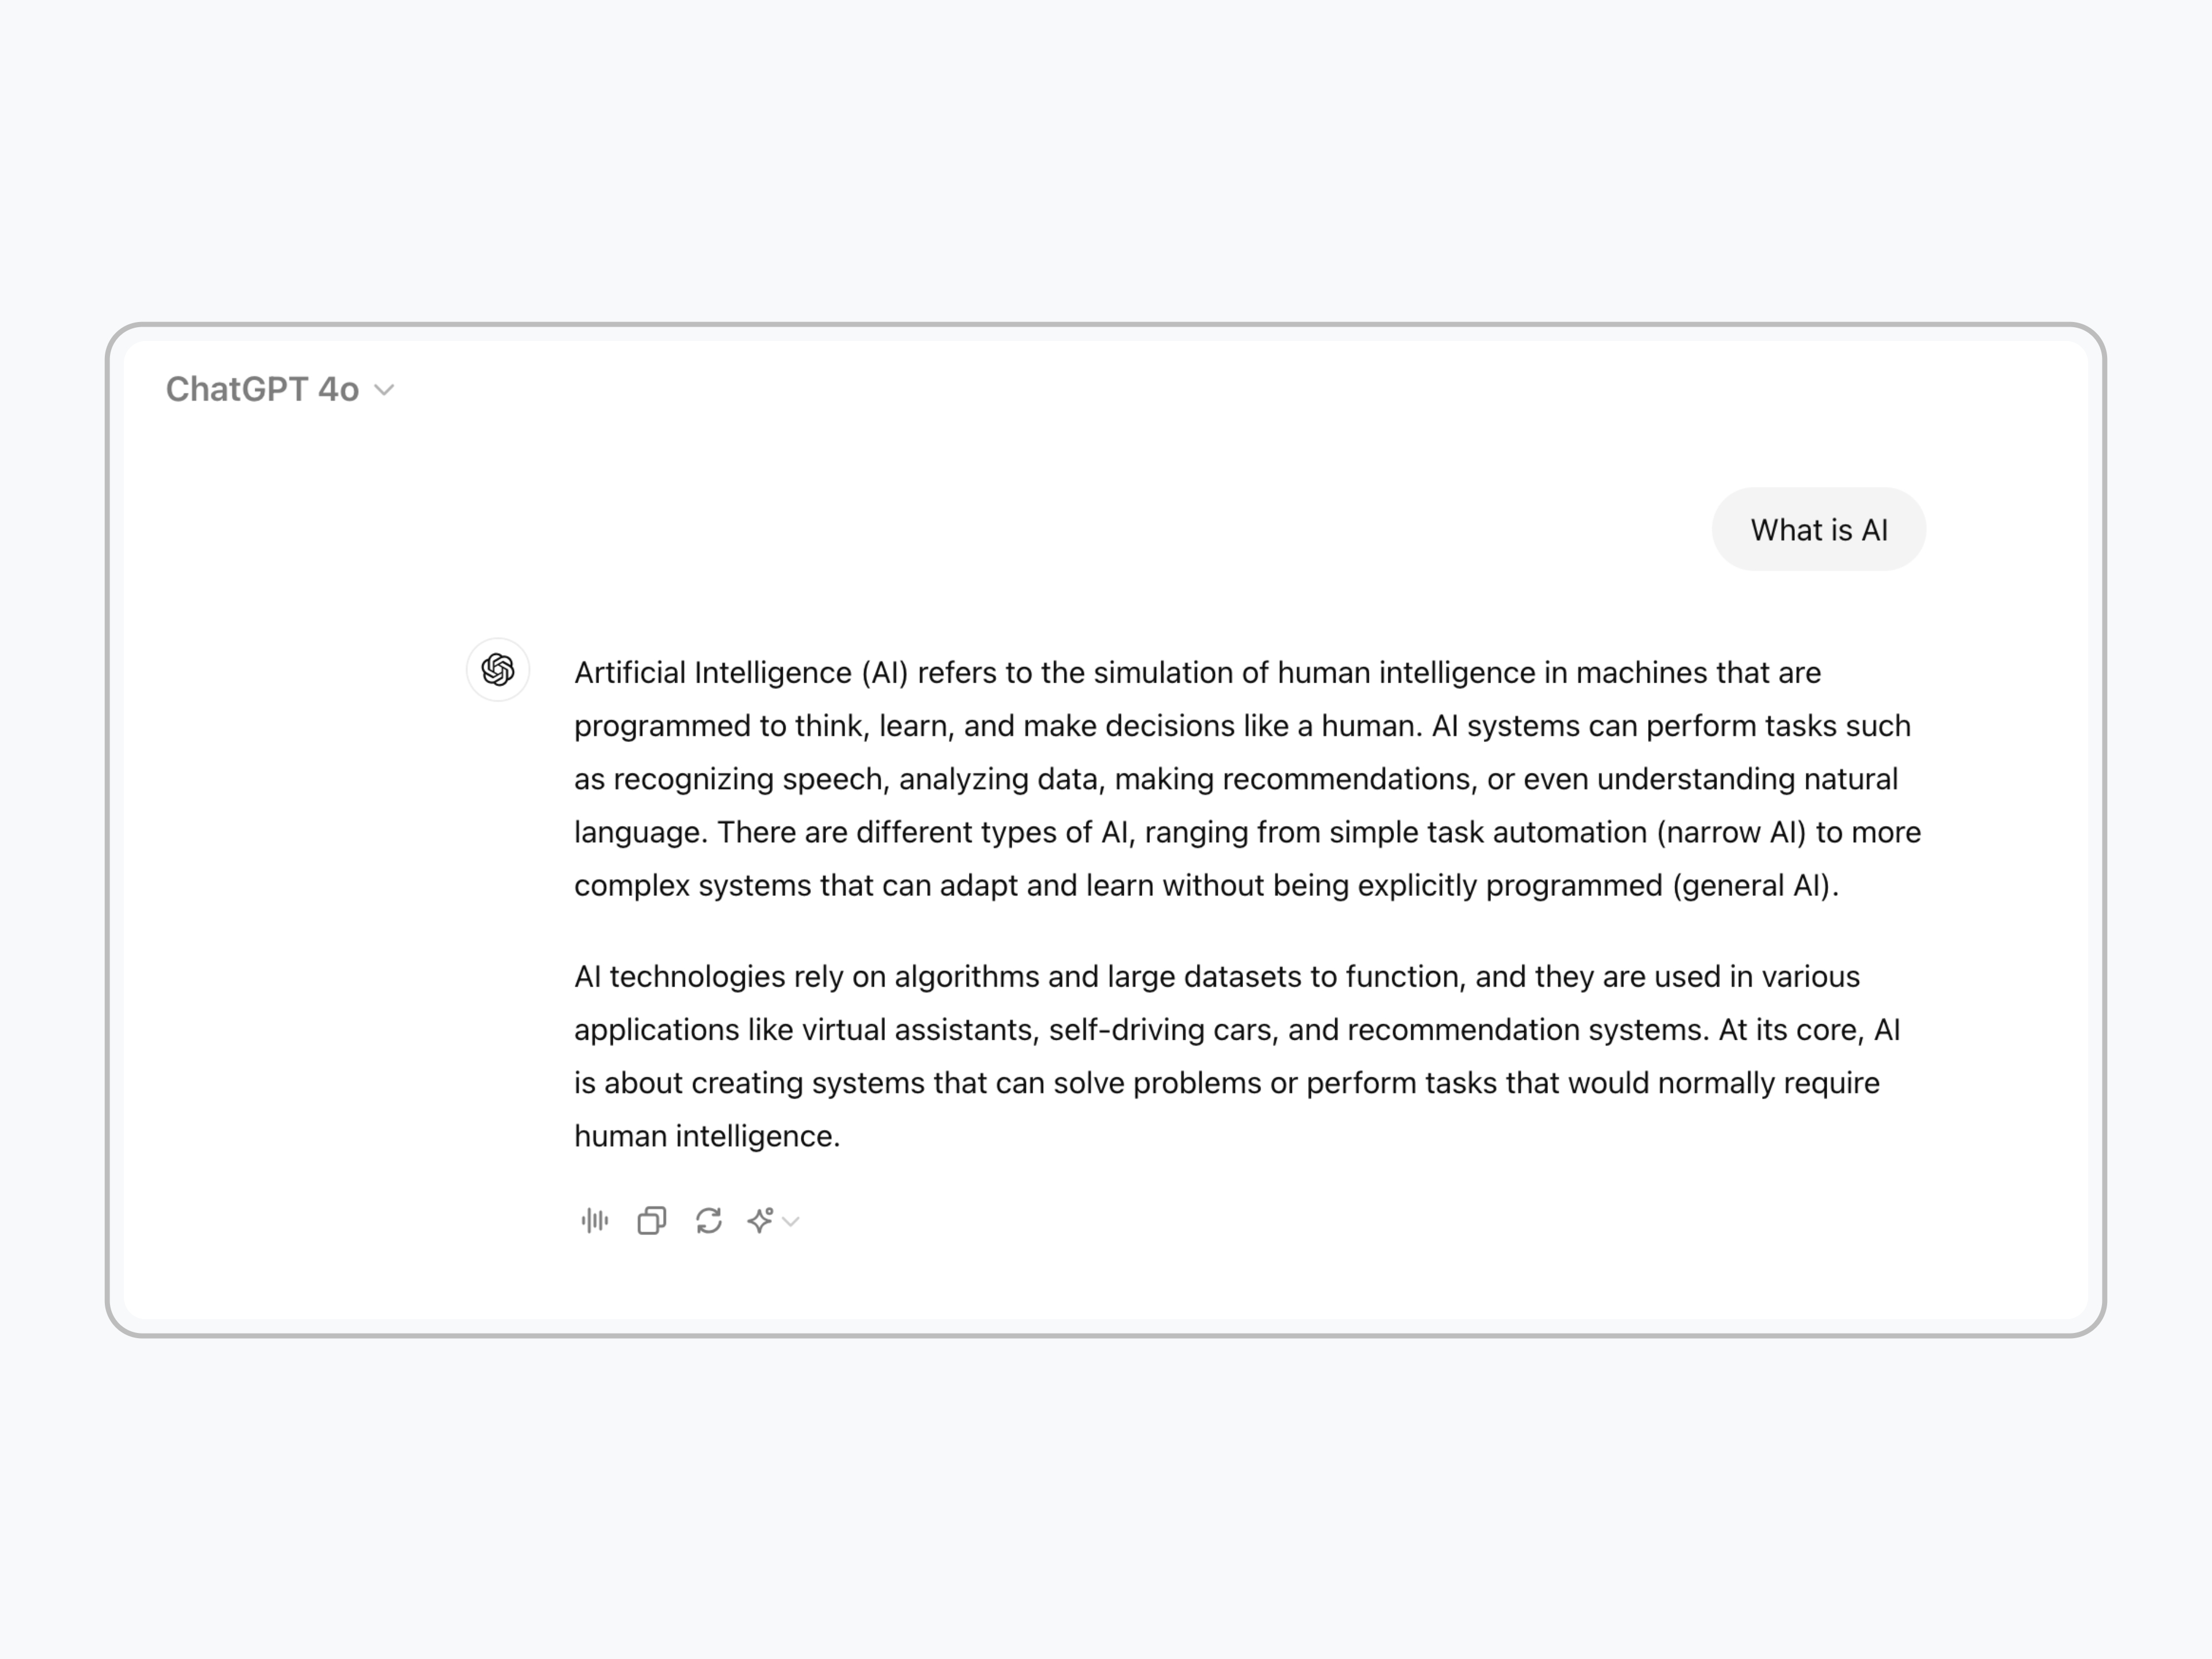 ChatGPT 4o
What is AI
Artificial Intelligence (AI) refers to the simulation of human intelligence in machines that are
programmed to think, learn, and make decisions like a human. AI systems can perform tasks such
as recognizing speech, analyzing data, making recommendations, or even understanding natural
language. There are different types of AI, ranging from simple task automation (narrow AI) to more
complex systems that can adapt and learn without being explicitly programmed (general AI).
AI technologies rely on algorithms and large datasets to function, and they are used in various
applications like virtual assistants, self-driving cars, and recommendation systems. At its core, AI
is about creating systems that can solve problems or perform tasks that would normally require
human intelligence.